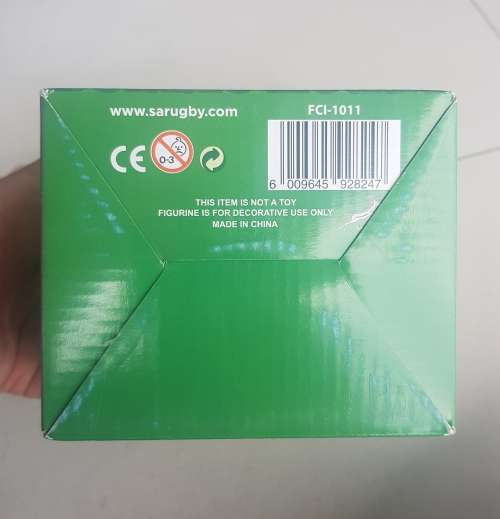 www.sarugby.com
FCI-1011
CE
0-3
6 009645 928247
THIS ITEM IS NOT A TOY
FIGURINE IS FOR DECORATIVE USE ONLY
MADE IN CHINA